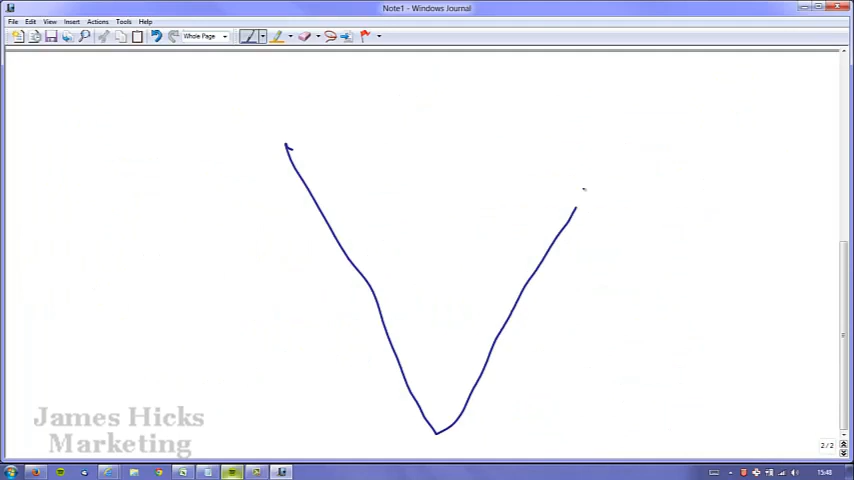 Note1 - Windows Journal
File Edit View Insert Actions Tools Help
Whole Page
James Hicks
Marketing
2/2
15:48